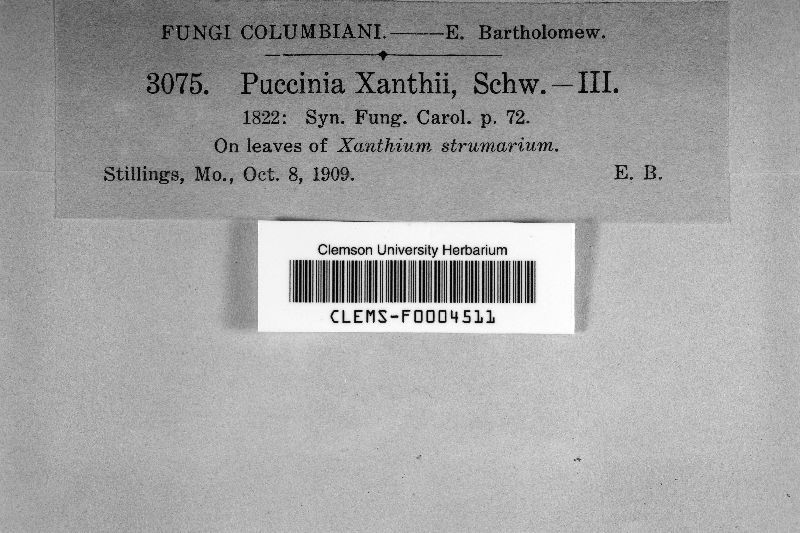 FUNGI COLUMBIANI.——E. Bartholomew.
3075. Puccinia Xanthii, Schw.—III.
1822: Syn. Fung. Carol. p. 72.
On leaves of Xanthium strumarium.
Stillings, Mo., Oct. 8, 1909. E. B.
Clemson University Herbarium
CLEMS-F0004511